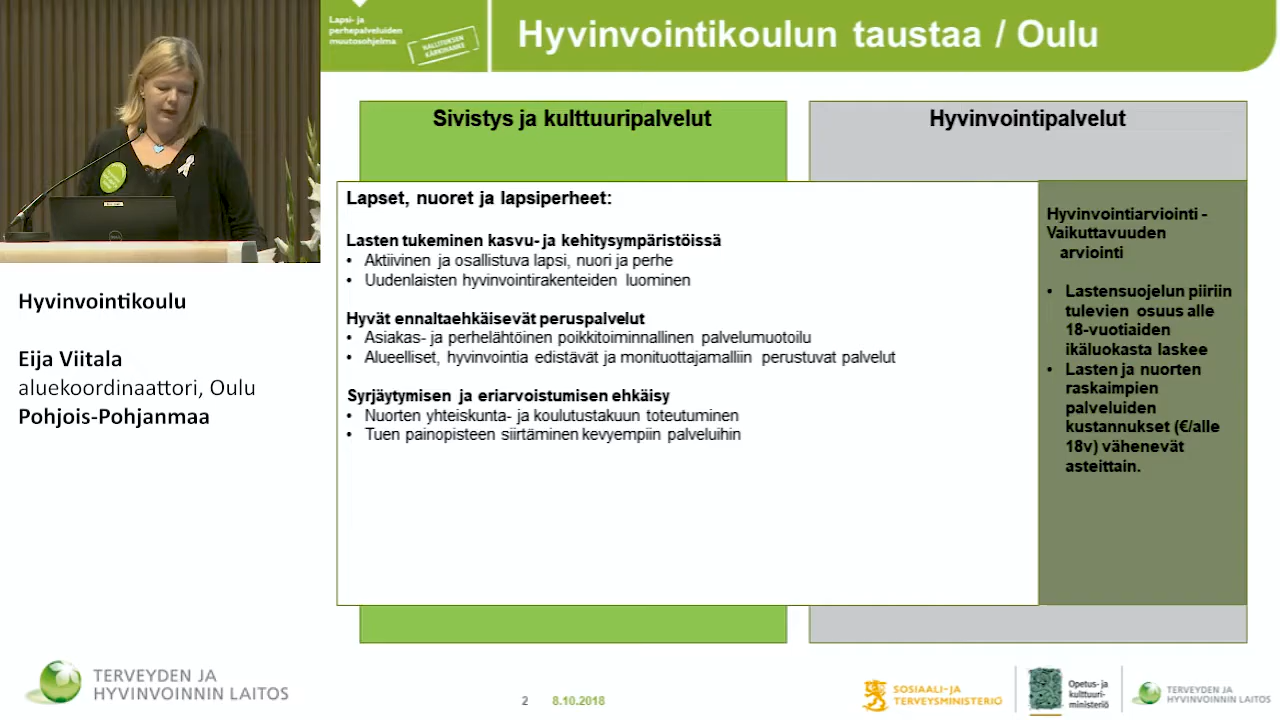 Lapsi- ja
perhepalveluiden
muutosohjelma
HALLITUKSEN
KÄRKIHANKE
Hyvinvointikoulun taustaa / Oulu
Sivistys ja kulttuuripalvelut
Hyvinvointipalvelut
Lapset, nuoret ja lapsiperheet:
Lasten tukeminen kasvu- ja kehitysympäristöissä
• Aktiivinen ja osallistuva lapsi, nuori ja perhe
• Uudenlaisten hyvinvointirakenteiden luominen
Hyvät ennaltaehkäisevät peruspalvelut
• Asiakas- ja perhelähtöinen poikkitoiminnallinen palvelumuotoilu
• Alueelliset, hyvinvointia edistävät ja monituottajamalliin perustuvat palvelut
Syrjäytymisen ja eriarvoistumisen ehkäisy
• Nuorten yhteiskunta- ja koulutustakuun toteutuminen
• Tuen painopisteen siirtäminen kevyempiin palveluihin
Hyvinvointiarviointi -
Vaikuttavuuden
arviointi
• Lastensuojelun piiriin
tulevien osuus alle
18-vuotiaiden
ikäluokasta laskee
• Lasten ja nuorten
raskaimpien
palveluiden
kustannukset (€/alle
18v) vähenevät
asteittain.
Hyvinvointikoulu
Eija Viitala
aluekoordinaattori, Oulu
Pohjois-Pohjanmaa
TERVEYDEN JA
HYVINVOINNIN LAITOS
2 8.10.2018
SOSIAALI- JA
TERVEYSMINISTERIÖ
Opetus- ja
kulttuuri-
ministeriö
TERVEYDEN JA
HYVINVOINNIN LAITOS